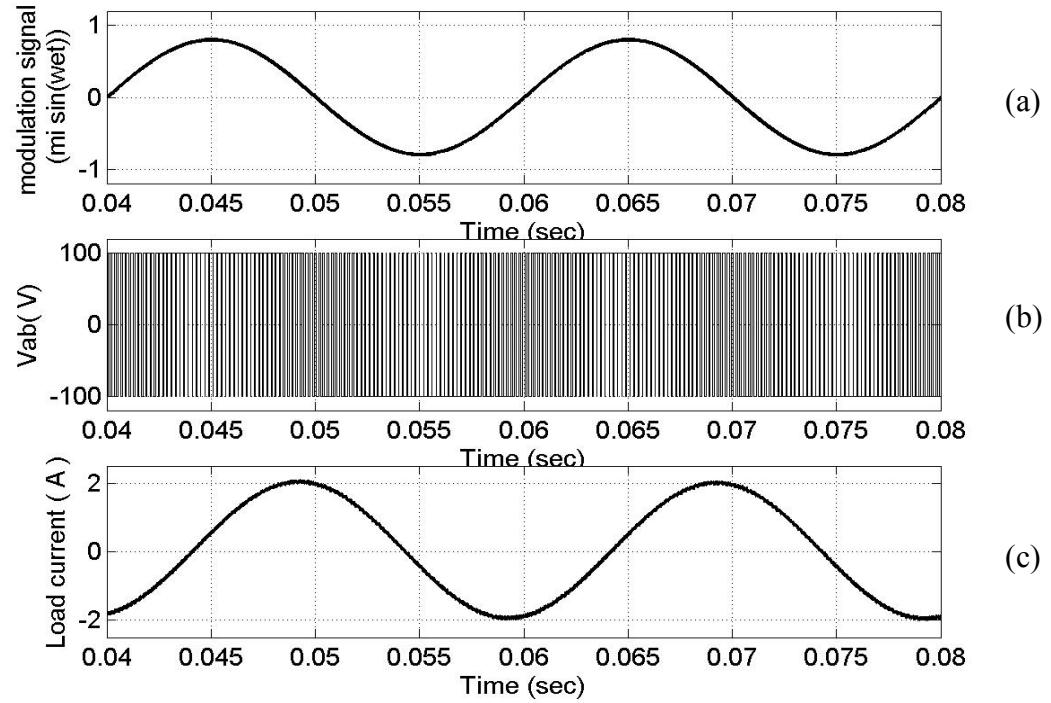 modulation signal
(mi sin(wet))
1
0
-1
0.04 0.045 0.05 0.055 0.06 0.065 0.07 0.075 0.08
Time (sec)
(a)
Vab( V)
100
0
-100
0.04 0.045 0.05 0.055 0.06 0.065 0.07 0.075 0.08
Time (sec)
(b)
Load current ( A )
2
0
-2
0.04 0.045 0.05 0.055 0.06 0.065 0.07 0.075 0.08
Time (sec)
(c)